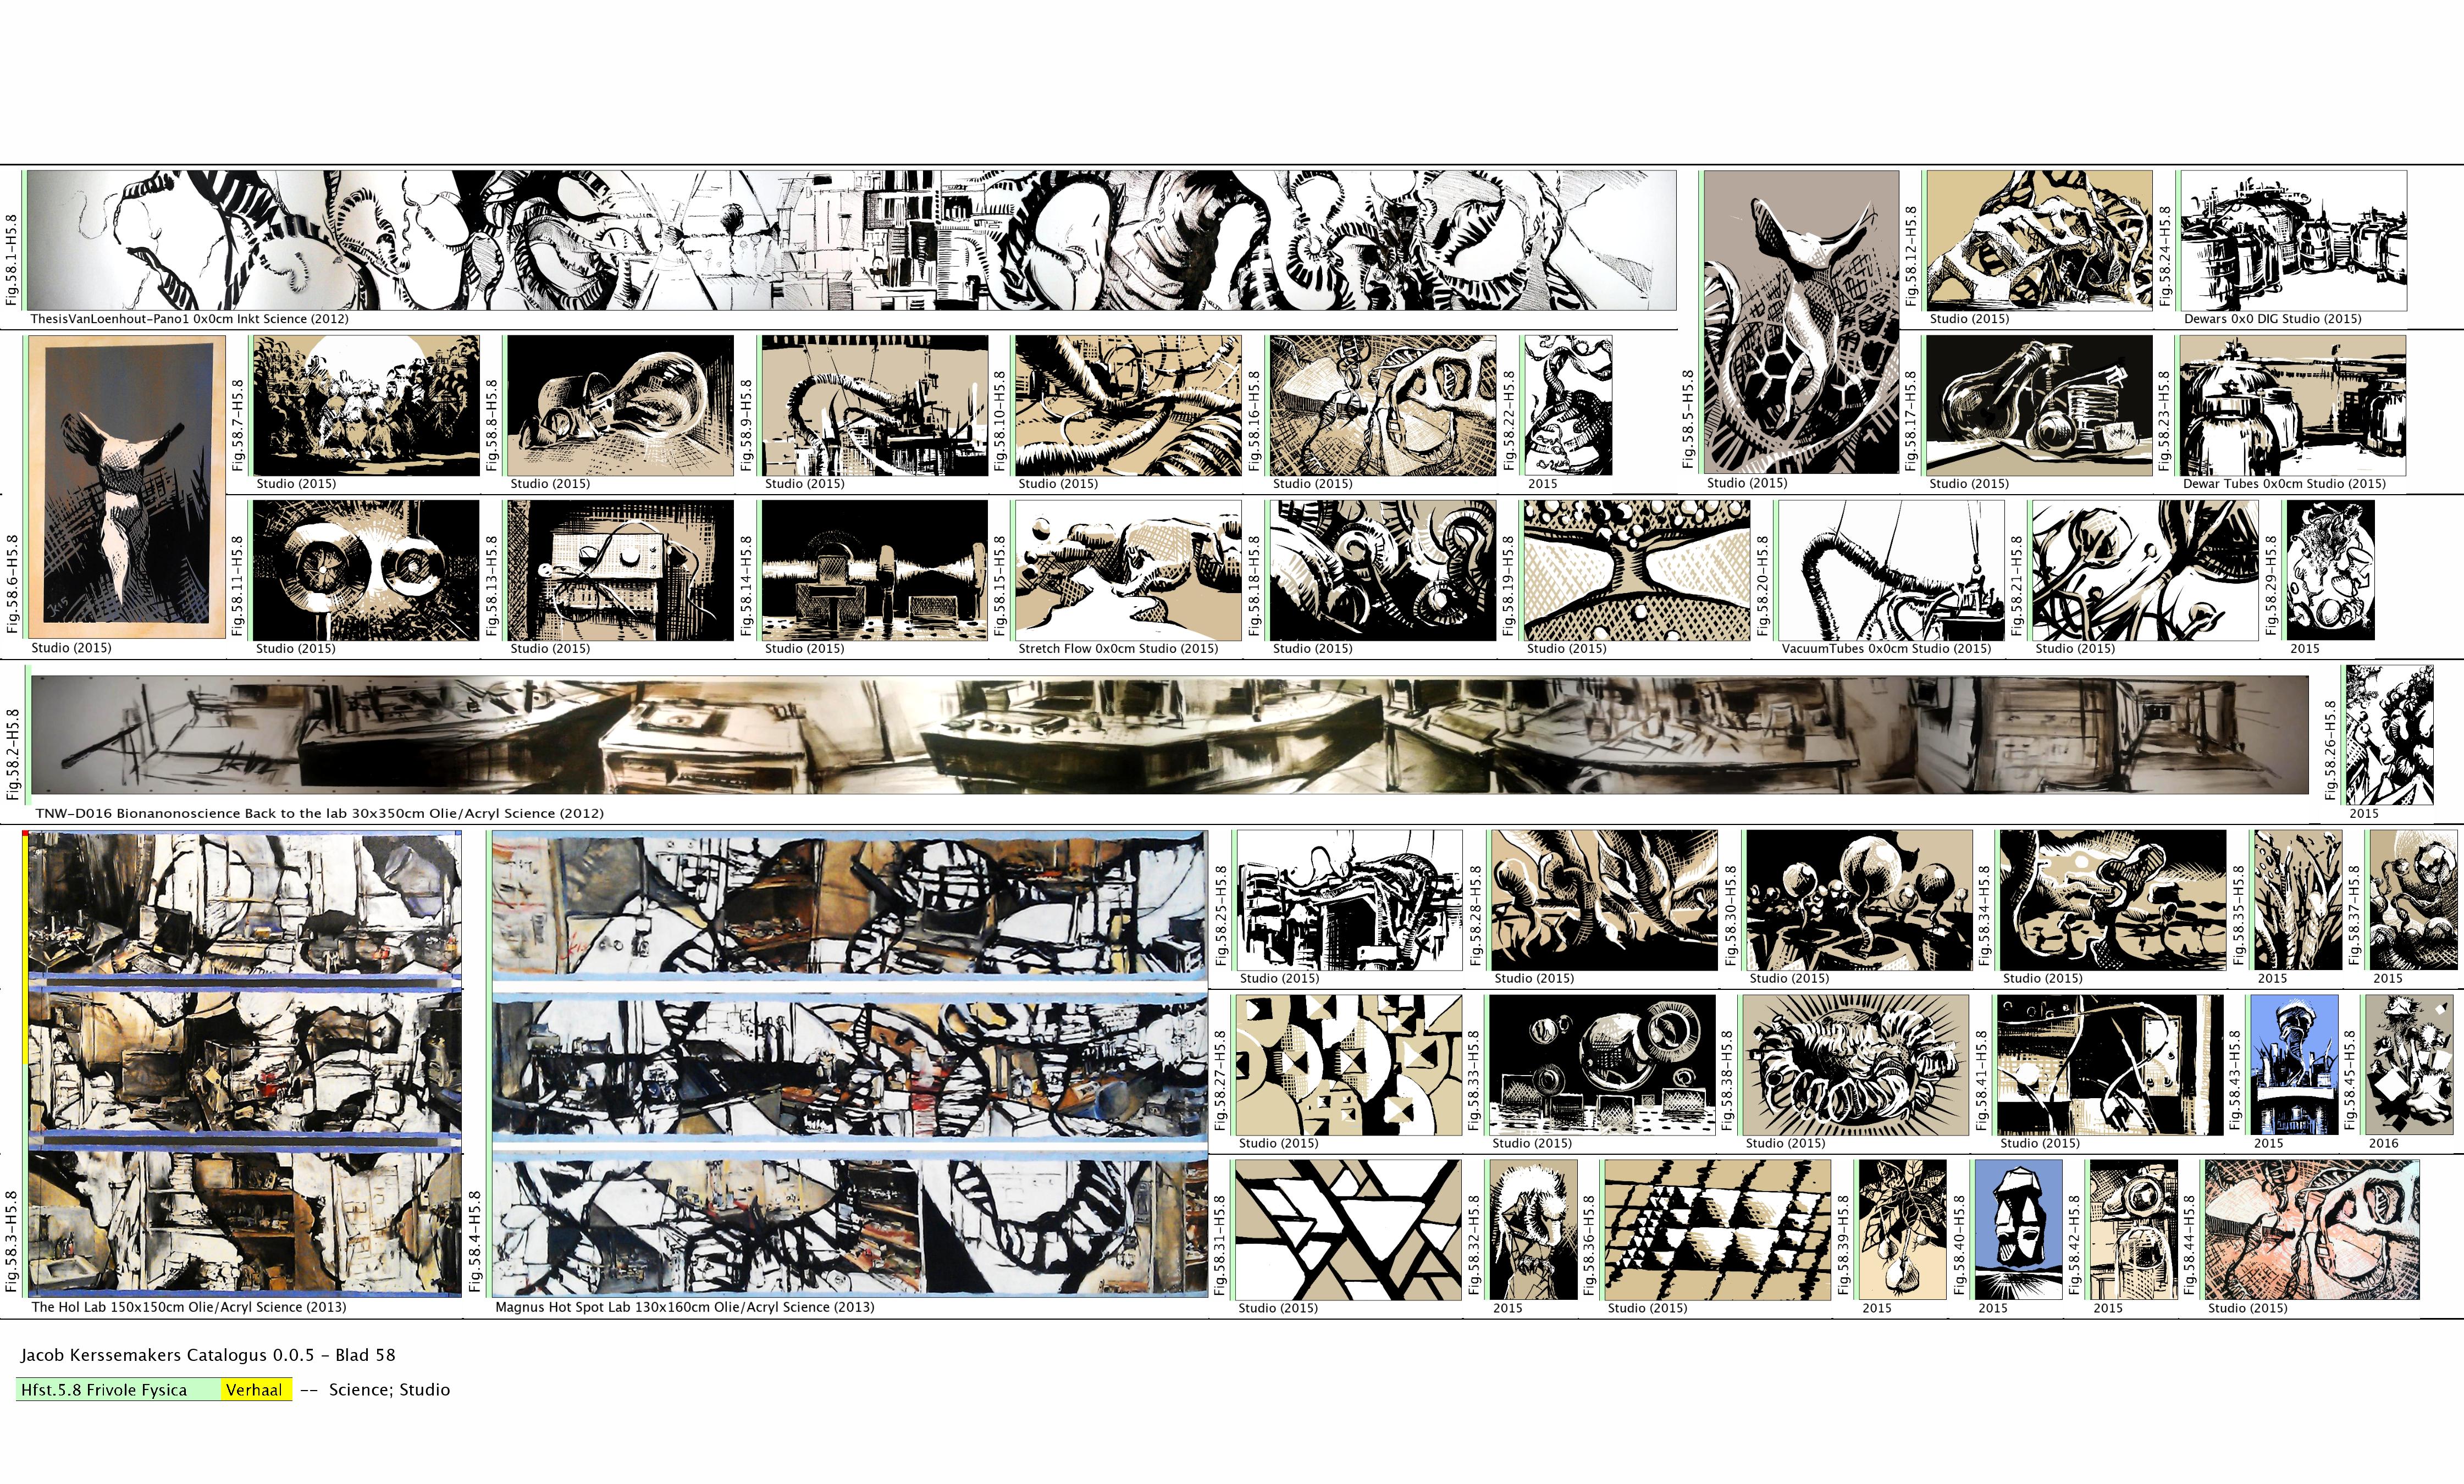 Fig.58.1-H5.8
ThesisVanLoenhout-Pano1 0x0cm Inkt Science (2012)
Fig.58.5-H5.8
Studio (2015)
Fig.58.12-H5.8
Studio (2015)
Fig.58.24-H5.8
Dewars 0x0 DIG Studio (2015)
Fig.58.6-H5.8
JK15
Studio (2015)
Fig.58.7-H5.8
Studio (2015)
Fig.58.8-H5.8
Studio (2015)
Fig.58.9-H5.8
Studio (2015)
Fig.58.10-H5.8
Studio (2015)
Fig.58.16-H5.8
Studio (2015)
Fig.58.22-H5.8
2015
Fig.58.17-H5.8
Studio (2015)
Fig.58.23-H5.8
Dewar Tubes 0x0cm Studio (2015)
Fig.58.11-H5.8
Studio (2015)
Fig.58.13-H5.8
Studio (2015)
Fig.58.14-H5.8
Studio (2015)
Fig.58.15-H5.8
Stretch Flow 0x0cm Studio (2015)
Fig.58.18-H5.8
Studio (2015)
Fig.58.19-H5.8
Studio (2015)
Fig.58.20-H5.8
VacuumTubes 0x0cm Studio (2015)
Fig.58.21-H5.8
Studio (2015)
Fig.58.29-H5.8
2015
Fig.58.2-H5.8
TNW-D016 Bionanonoscience Back to the lab 30x350cm Olie/Acryl Science (2012)
Fig.58.26-H5.8
2015
Fig.58.3-H5.8
The Hol Lab 150x150cm Olie/Acryl Science (2013)
Fig.58.4-H5.8
Magnus Hot Spot Lab 130x160cm Olie/Acryl Science (2013)
Fig.58.25-H5.8
Studio (2015)
Fig.58.28-H5.8
Studio (2015)
Fig.58.30-H5.8
Studio (2015)
Fig.58.34-H5.8
Studio (2015)
Fig.58.35-H5.8
2015
Fig.58.37-H5.8
2015
Fig.58.27-H5.8
Studio (2015)
Fig.58.33-H5.8
Studio (2015)
Fig.58.38-H5.8
Studio (2015)
Fig.58.41-H5.8
Studio (2015)
Fig.58.43-H5.8
2015
Fig.58.45-H5.8
2016
Fig.58.31-H5.8
Studio (2015)
Fig.58.32-H5.8
2015
Fig.58.36-H5.8
Studio (2015)
Fig.58.39-H5.8
2015
Fig.58.40-H5.8
2015
Fig.58.42-H5.8
2015
Fig.58.44-H5.8
Studio (2015)
Jacob Kerssemakers Catalogus 0.0.5 - Blad 58
Hfst.5.8 Frivole Fysica Verhaal -- Science; Studio